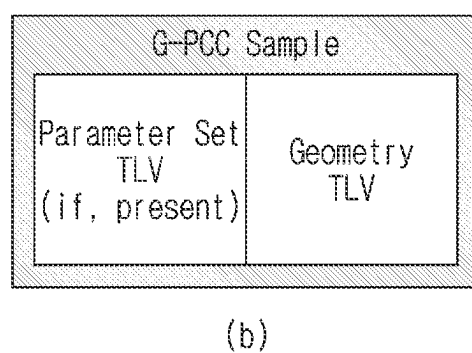 G-PCC Sample
Parameter Set
TLV
(if, present)
Geometry
TLV
(b)